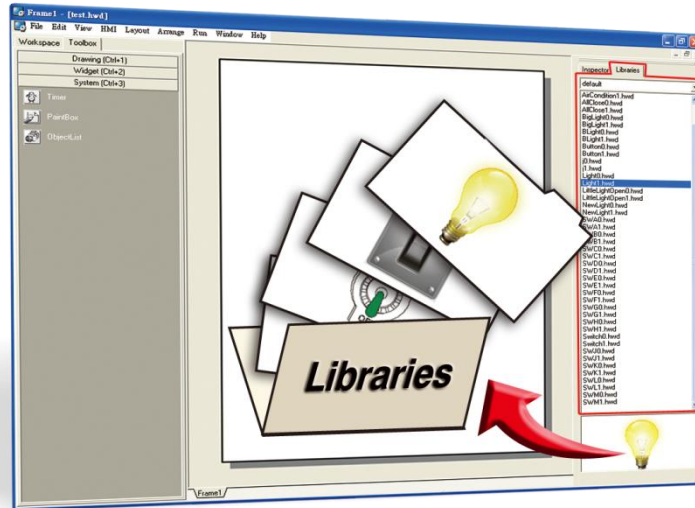 Frame1 - [test.hwd]
File Edit View HMI Layout Arrange Run Window Help
Workspace Toolbox
Drawing (Ctrl+1)
Widget (Ctrl+2)
System (Ctrl+3)
Timer
PaintBox
ObjectList
Libraries
Frame1
Inspector Libraries
default
AirCondition1.hwd
AllClose0.hwd
AllClose1.hwd
BigLight0.hwd
BigLight1.hwd
BLight0.hwd
BLight1.hwd
Button0.hwd
Button1.hwd
j0.hwd
j1.hwd
Light0.hwd
Light1.hwd
LittleLightOpen0.hwd
LittleLightOpen1.hwd
NewLight0.hwd
NewLight1.hwd
SWA0.hwd
SWA1.hwd
SWB0.hwd
SWB1.hwd
SWC0.hwd
SWC1.hwd
SWD0.hwd
SWD1.hwd
SWE0.hwd
SWE1.hwd
SWF0.hwd
SWF1.hwd
SWG0.hwd
SWG1.hwd
SWH0.hwd
SWH1.hwd
Switch0.hwd
Switch1.hwd
SWJ0.hwd
SWJ1.hwd
SWK0.hwd
SWK1.hwd
SWL0.hwd
SWL1.hwd
SWM0.hwd
SWM1.hwd